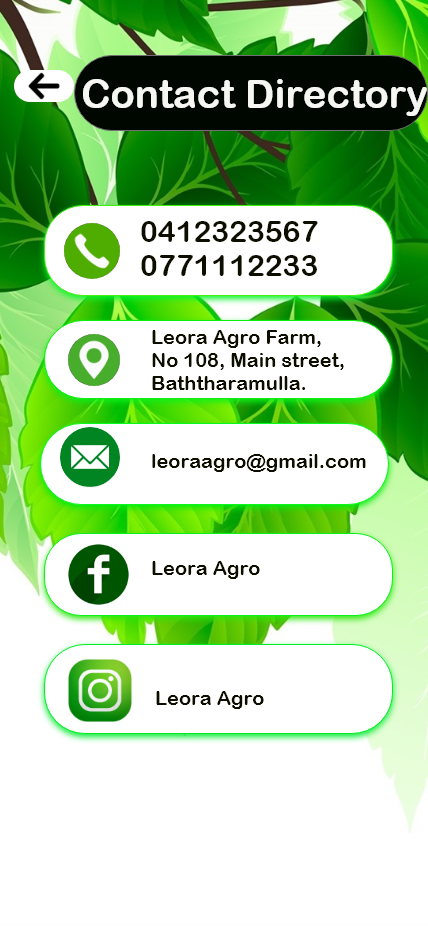 Contact Directory
0412323567
0771112233
Leora Agro Farm,
No 108, Main street,
Baththaramulla.
leoraagro@gmail.com
Leora Agro
Leora Agro